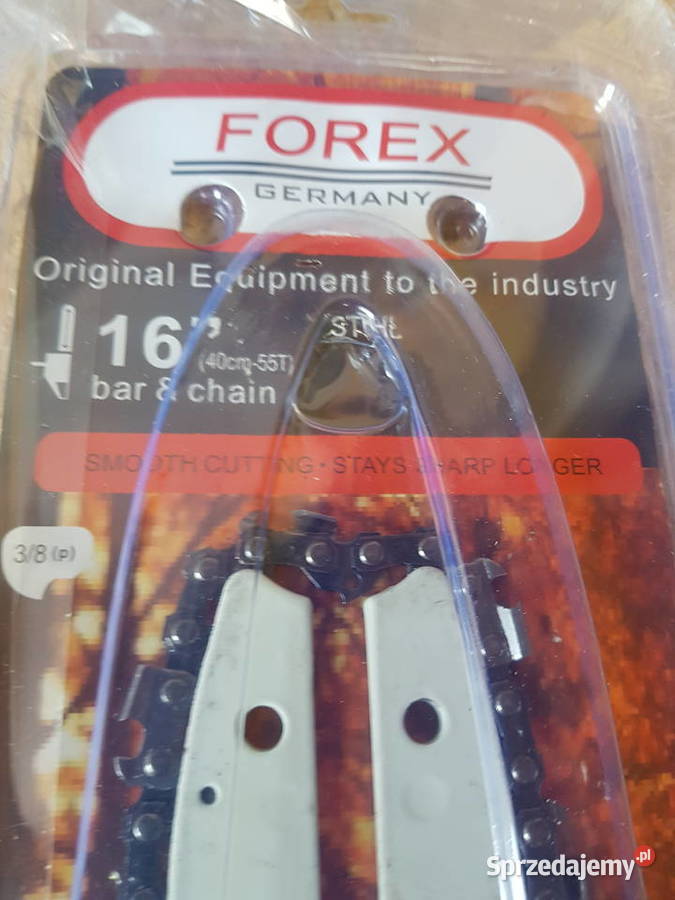 FOREX
GERMANY
Original Equipment to the industry
STIHL
16"
(40cm-55T)
bar & chain
SMOOTH CUTTING • STAYS SHARP LONGER
3/8 (P)
Sprzedajemy.pl